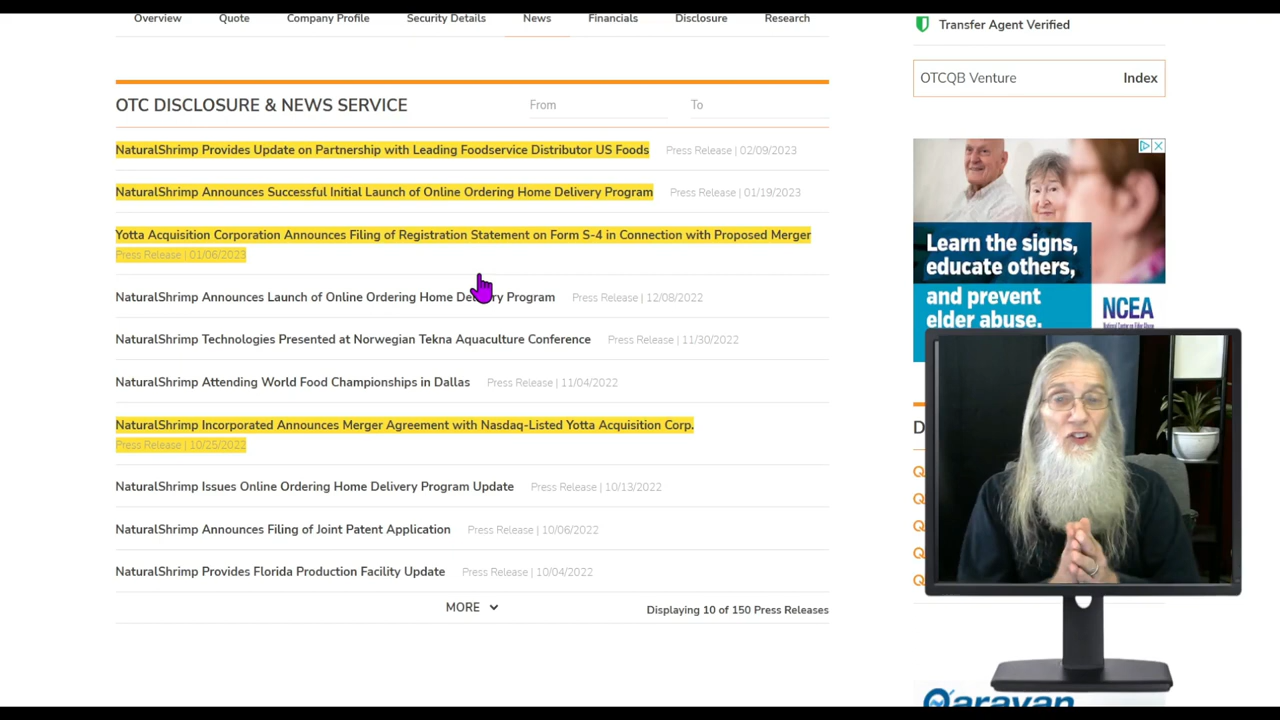 Overview Quote Company Profile Security Details News Financials Disclosure Research
Transfer Agent Verified
OTCQB Venture Index
OTC DISCLOSURE & NEWS SERVICE From To
NaturalShrimp Provides Update on Partnership with Leading Foodservice Distributor US Foods Press Release | 02/09/2023
NaturalShrimp Announces Successful Initial Launch of Online Ordering Home Delivery Program Press Release | 01/19/2023
Yotta Acquisition Corporation Announces Filing of Registration Statement on Form S-4 in Connection with Proposed Merger
Press Release | 01/06/2023
NaturalShrimp Announces Launch of Online Ordering Home Delivery Program Press Release | 12/08/2022
NaturalShrimp Technologies Presented at Norwegian Tekna Aquaculture Conference Press Release | 11/30/2022
NaturalShrimp Attending World Food Championships in Dallas Press Release | 11/04/2022
NaturalShrimp Incorporated Announces Merger Agreement with Nasdaq-Listed Yotta Acquisition Corp.
Press Release | 10/25/2022
NaturalShrimp Issues Online Ordering Home Delivery Program Update Press Release | 10/13/2022
NaturalShrimp Announces Filing of Joint Patent Application Press Release | 10/06/2022
NaturalShrimp Provides Florida Production Facility Update Press Release | 10/04/2022
MORE Displaying 10 of 150 Press Releases
Learn the signs,
educate others,
and prevent
elder abuse.
NCEA
D
Q
Q
Q
Q
Q